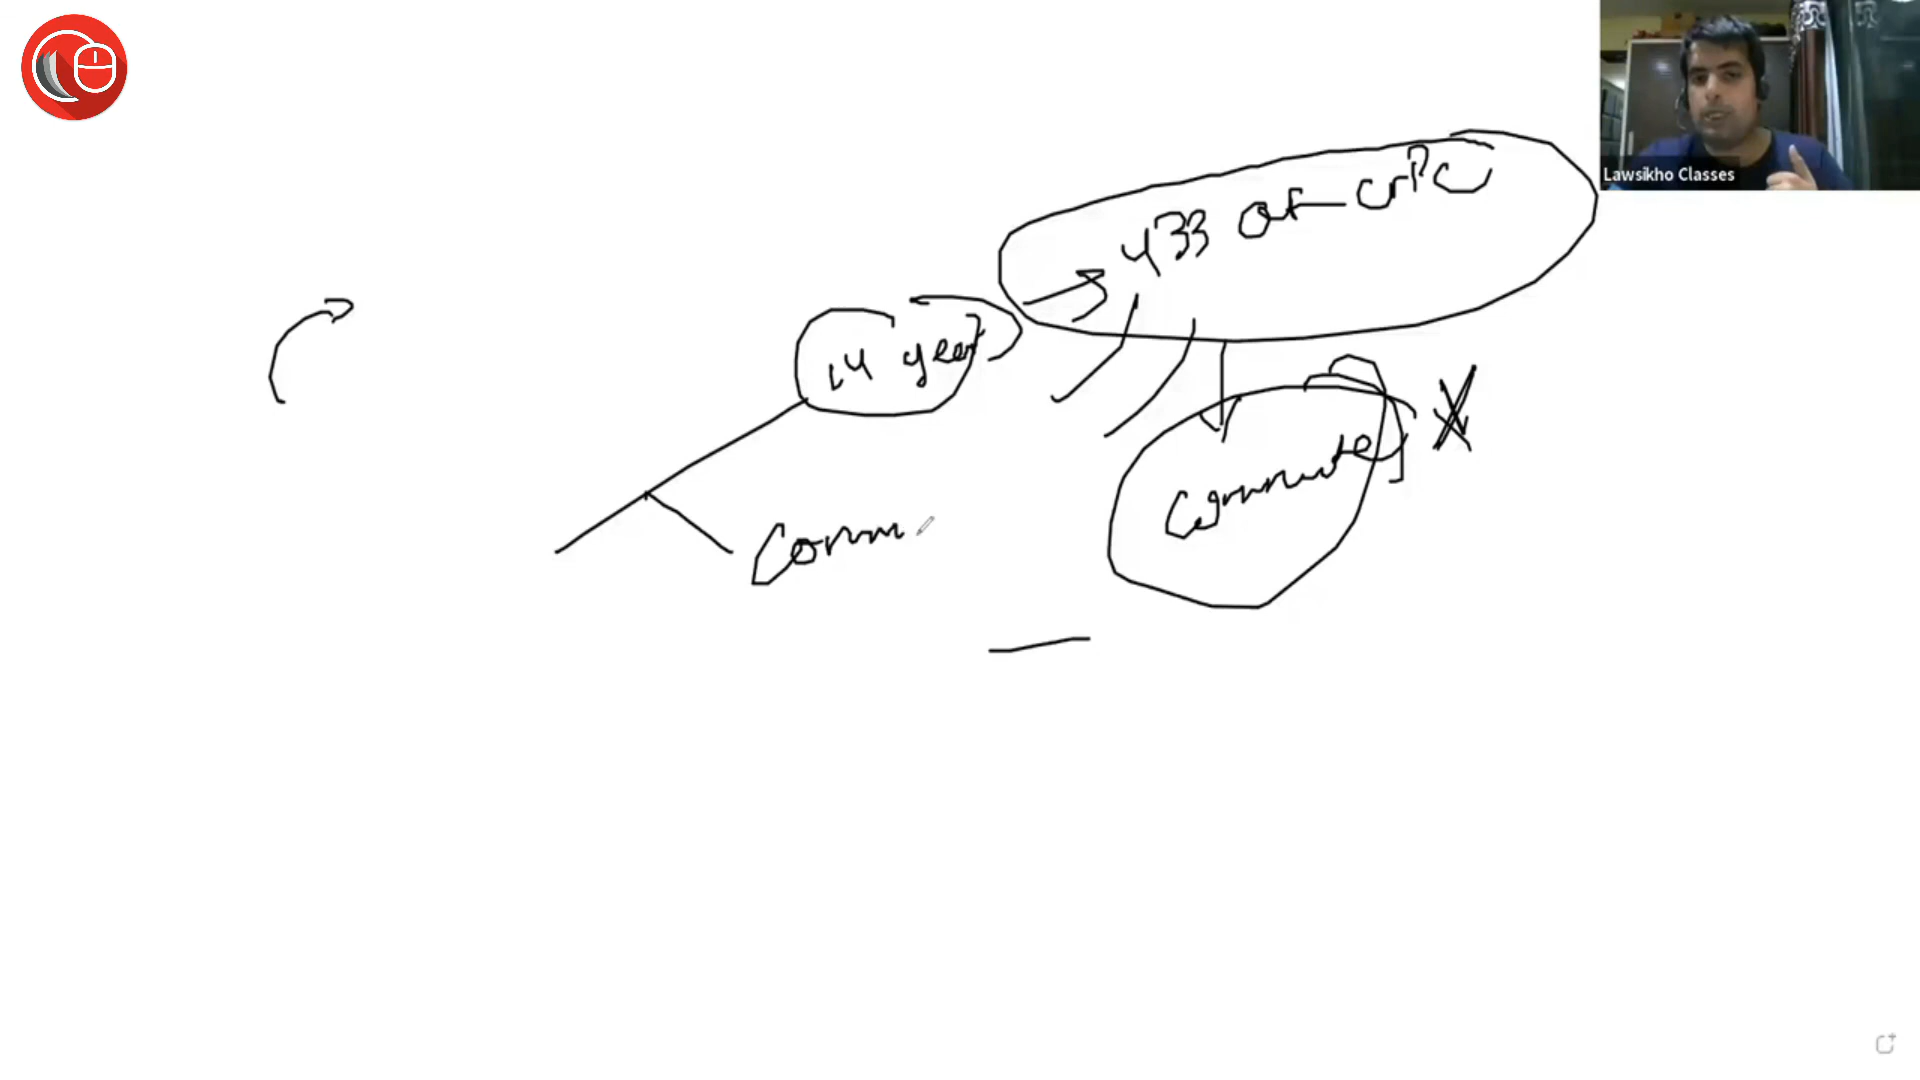 Lawsikho Classes
433 of CrPC
14 year
Commute
Comm